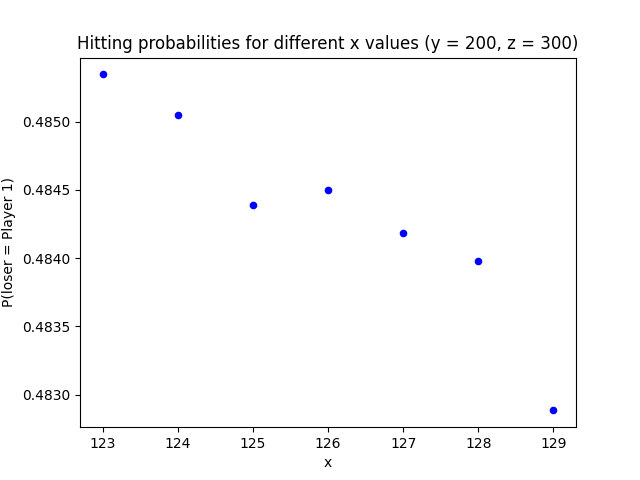 Hitting probabilities for different x values (y = 200, z = 300)
P(loser = Player 1)
0.4850
0.4845
0.4840
0.4835
0.4830
123 124 125 126 127 128 129
x